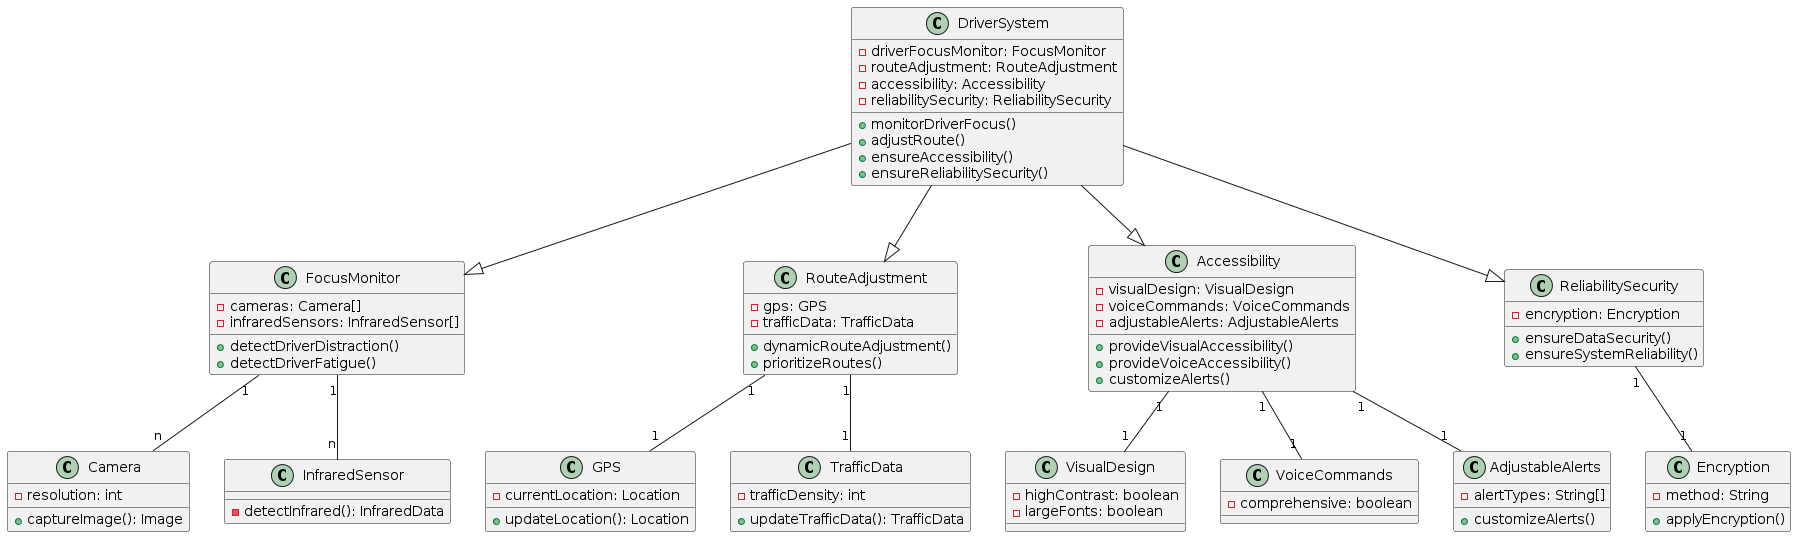 C DriverSystem
driverFocusMonitor: FocusMonitor
routeAdjustment: RouteAdjustment
accessibility: Accessibility
reliabilitySecurity: ReliabilitySecurity
monitorDriverFocus()
adjustRoute()
ensureAccessibility()
ensureReliabilitySecurity()
C FocusMonitor
cameras: Camera[]
infraredSensors: InfraredSensor[]
detectDriverDistraction()
detectDriverFatigue()
C RouteAdjustment
gps: GPS
trafficData: TrafficData
dynamicRouteAdjustment()
prioritizeRoutes()
C Accessibility
visualDesign: VisualDesign
voiceCommands: VoiceCommands
adjustableAlerts: AdjustableAlerts
provideVisualAccessibility()
provideVoiceAccessibility()
customizeAlerts()
C ReliabilitySecurity
encryption: Encryption
ensureDataSecurity()
ensureSystemReliability()
1 1 1 1 1 1 1 1
n n 1 1 1 1 1 1
C Camera
resolution: int
captureImage(): Image
C InfraredSensor
detectInfrared(): InfraredData
C GPS
currentLocation: Location
updateLocation(): Location
C TrafficData
trafficDensity: int
updateTrafficData(): TrafficData
C VisualDesign
highContrast: boolean
largeFonts: boolean
C VoiceCommands
comprehensive: boolean
C AdjustableAlerts
alertTypes: String[]
customizeAlerts()
C Encryption
method: String
applyEncryption()